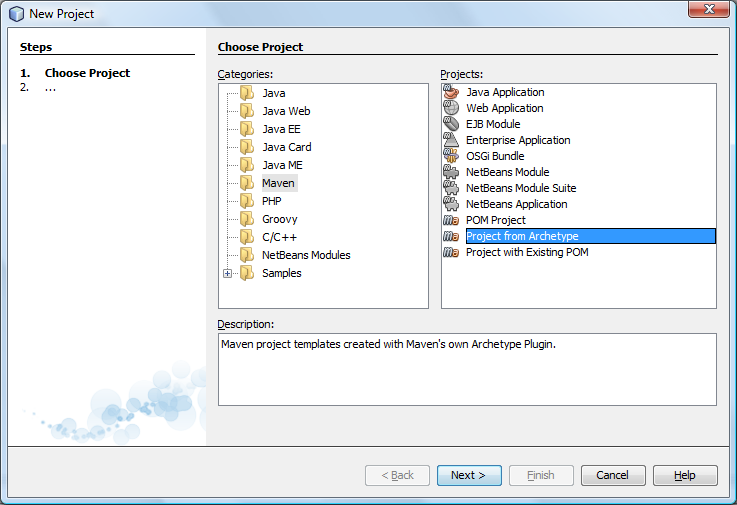 New Project
Steps
1. Choose Project
2. ...
Choose Project
Categories:
Java
Java Web
Java EE
Java Card
Java ME
Maven
PHP
Groovy
C/C++
NetBeans Modules
Samples
Projects:
Java Application
Web Application
EJB Module
Enterprise Application
OSGi Bundle
NetBeans Module
NetBeans Module Suite
NetBeans Application
POM Project
Project from Archetype
Project with Existing POM
Description:
Maven project templates created with Maven's own Archetype Plugin.
< Back
Next >
Finish
Cancel
Help